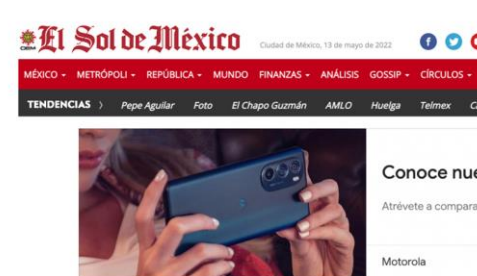 El Sol de México
Ciudad de México, 13 de mayo de 2022
MÉXICO METRÓPOLI REPÚBLICA MUNDO FINANZAS ANÁLISIS GOSSIP CÍRCULOS
TENDENCIAS Pepe Aguilar Foto El Chapo Guzmán AMLO Huelga Telmex
Conoce nue
Atrévete a compara
Motorola